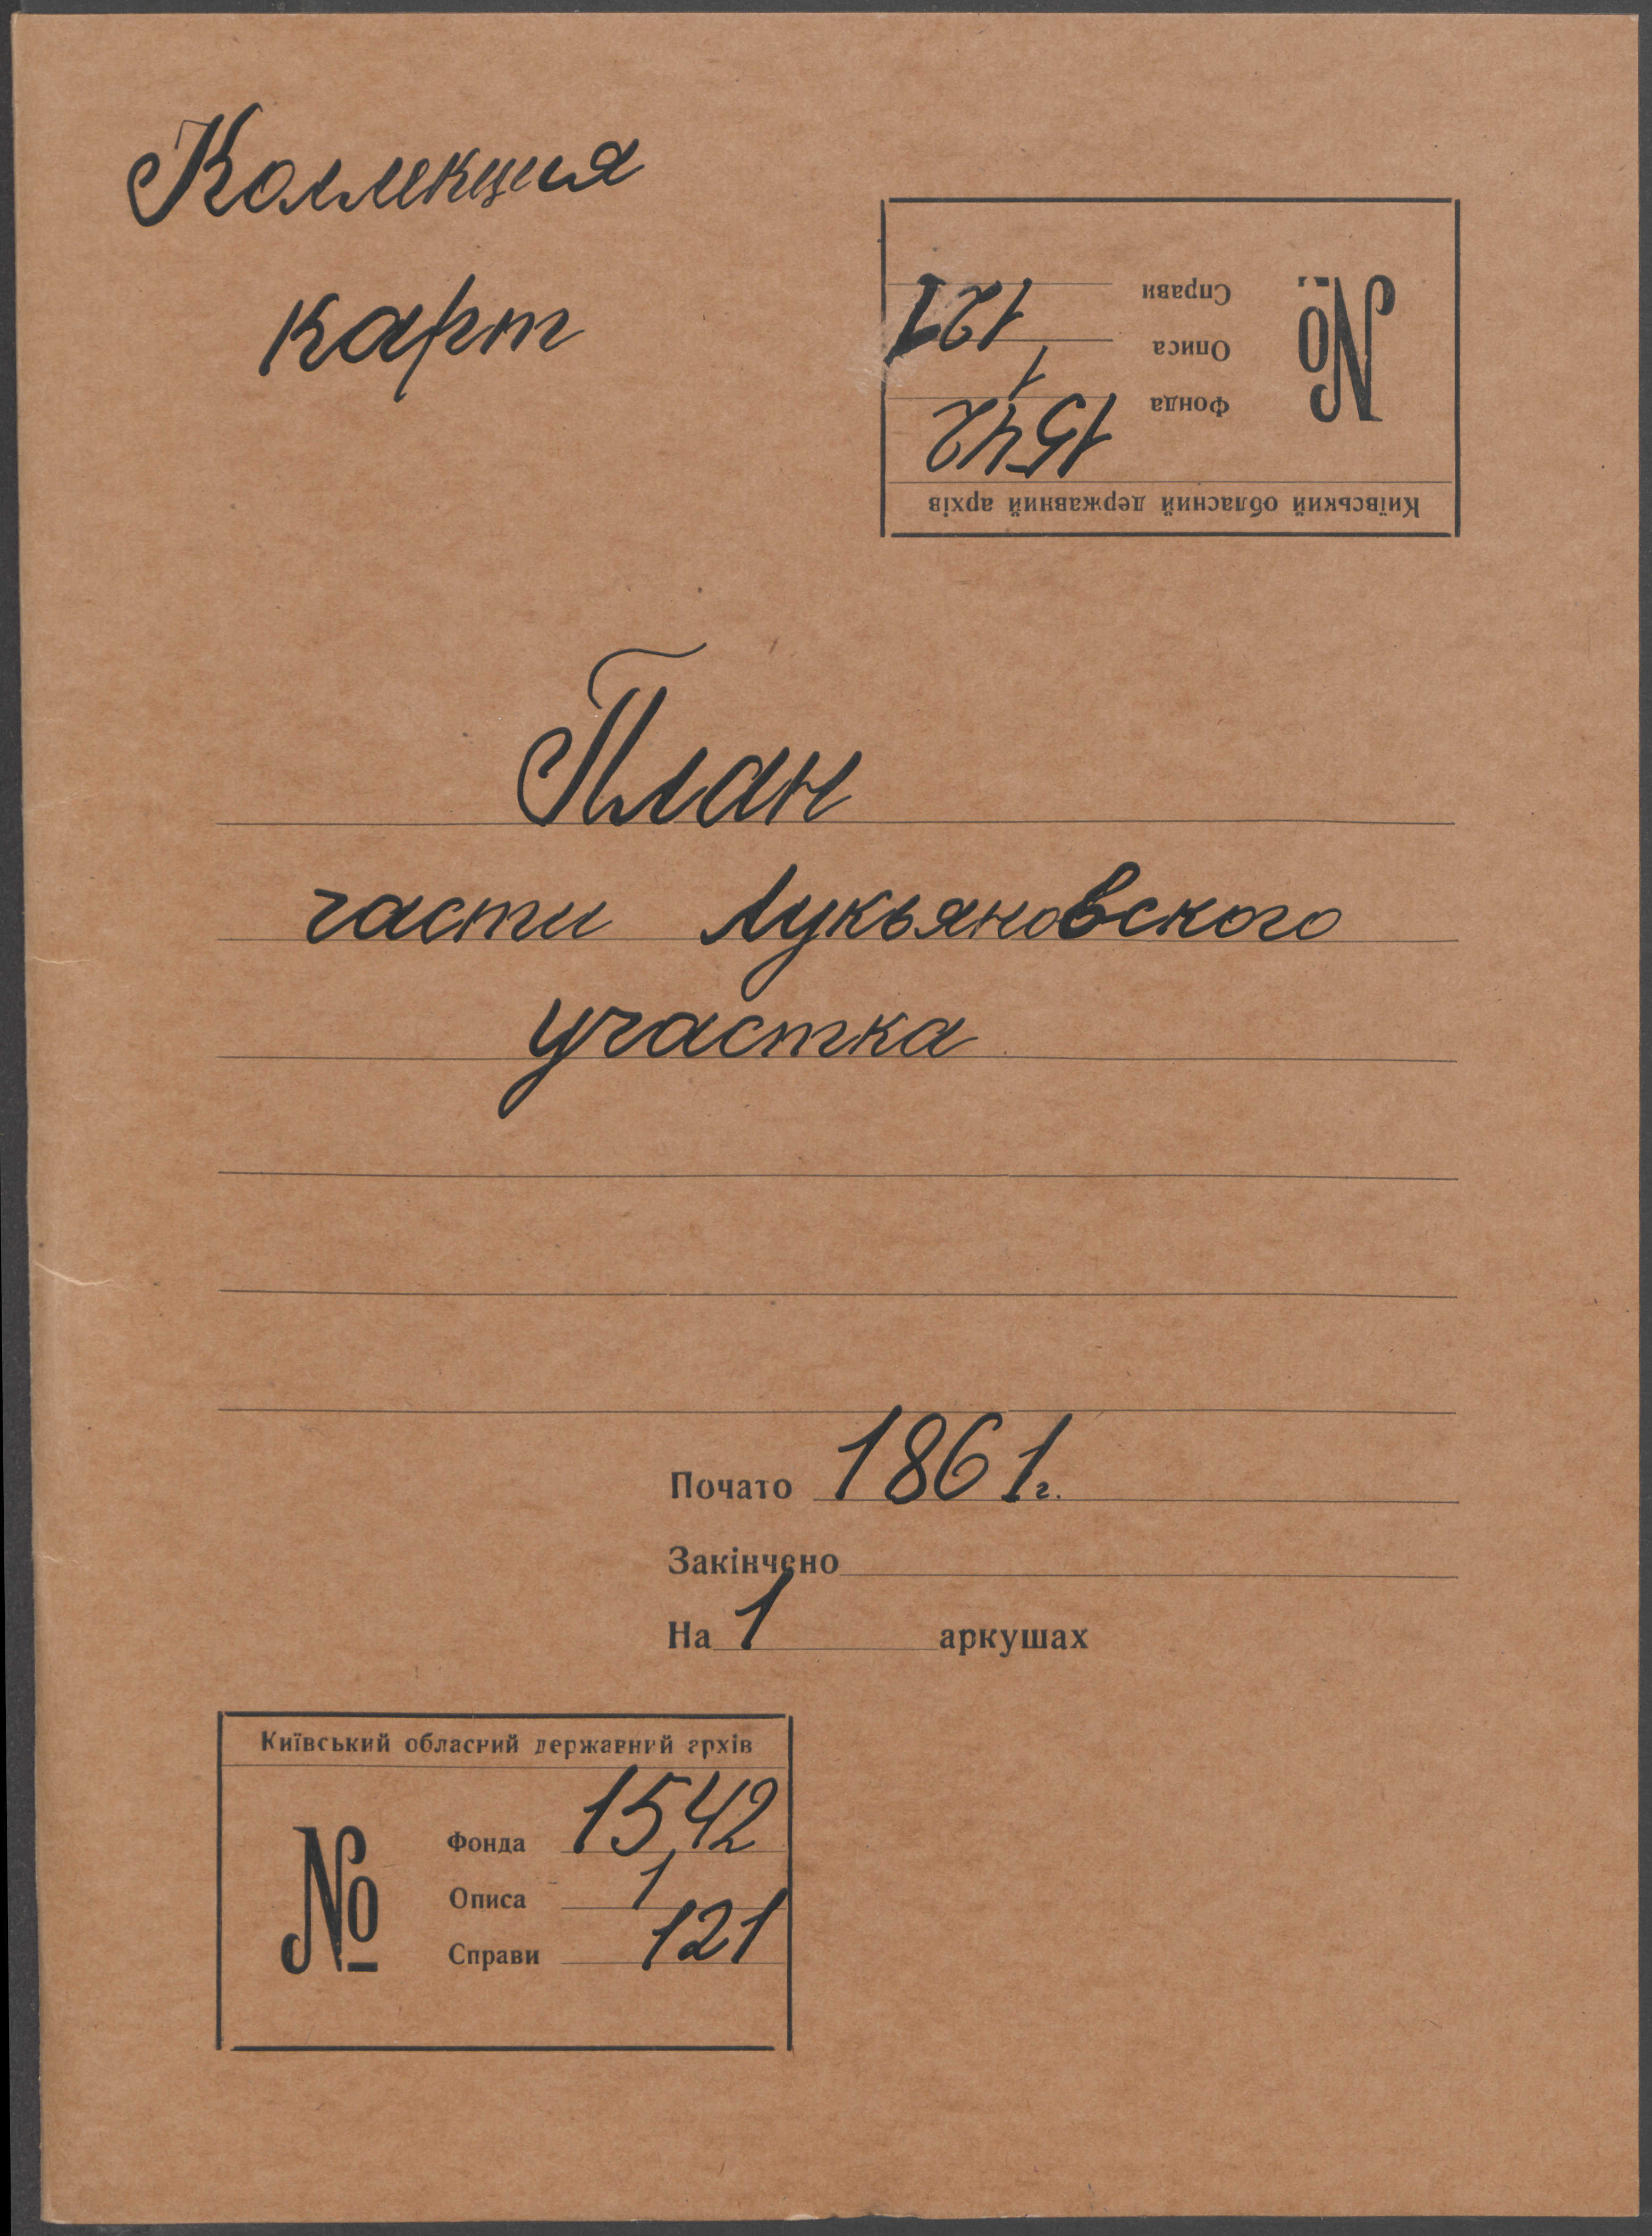 Коллекция
карт
Київський обласний державний архів
№
Фонда 1542
Описа 1
Справи 121
План
части Лукьяновского
участка
Почато 1861 г.
Закінчено
На 1 аркушах
Київський обласний державний архів
№
Фонда 1542
Описа 1
Справи 121